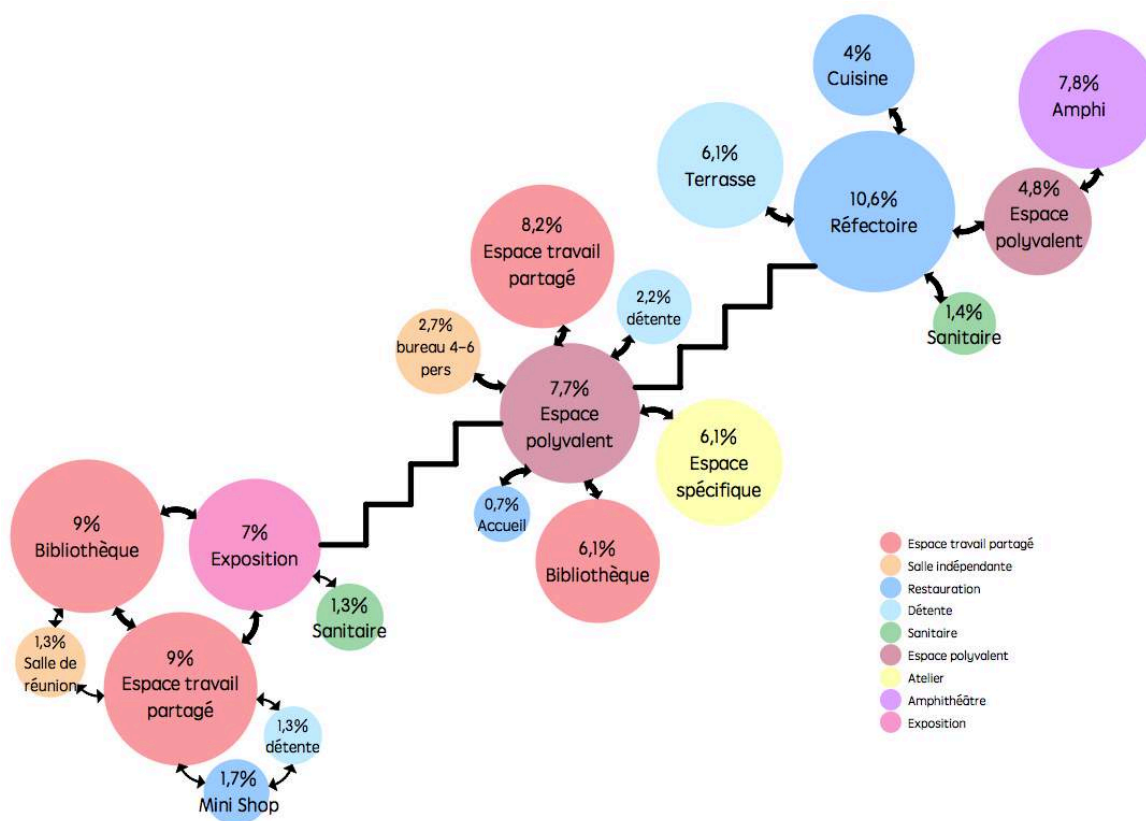 4%
Cuisine
7,8%
Amphi
6,1%
Terrasse
10,6%
Réfectoire
4,8%
Espace
polyvalent
1,4%
Sanitaire
8,2%
Espace travail
partagé
2,2%
détente
2,7%
bureau 4-6
pers
7,7%
Espace
polyvalent
6,1%
Espace
spécifique
0,7%
Accueil
6,1%
Bibliothèque
9%
Bibliothèque
7%
Exposition
1,3%
Sanitaire
1,3%
Salle de
réunion
9%
Espace travail
partagé
1,3%
détente
1,7%
Mini Shop
Espace travail partagé
Salle indépendante
Restauration
Détente
Sanitaire
Espace polyvalent
Atelier
Amphithéâtre
Exposition